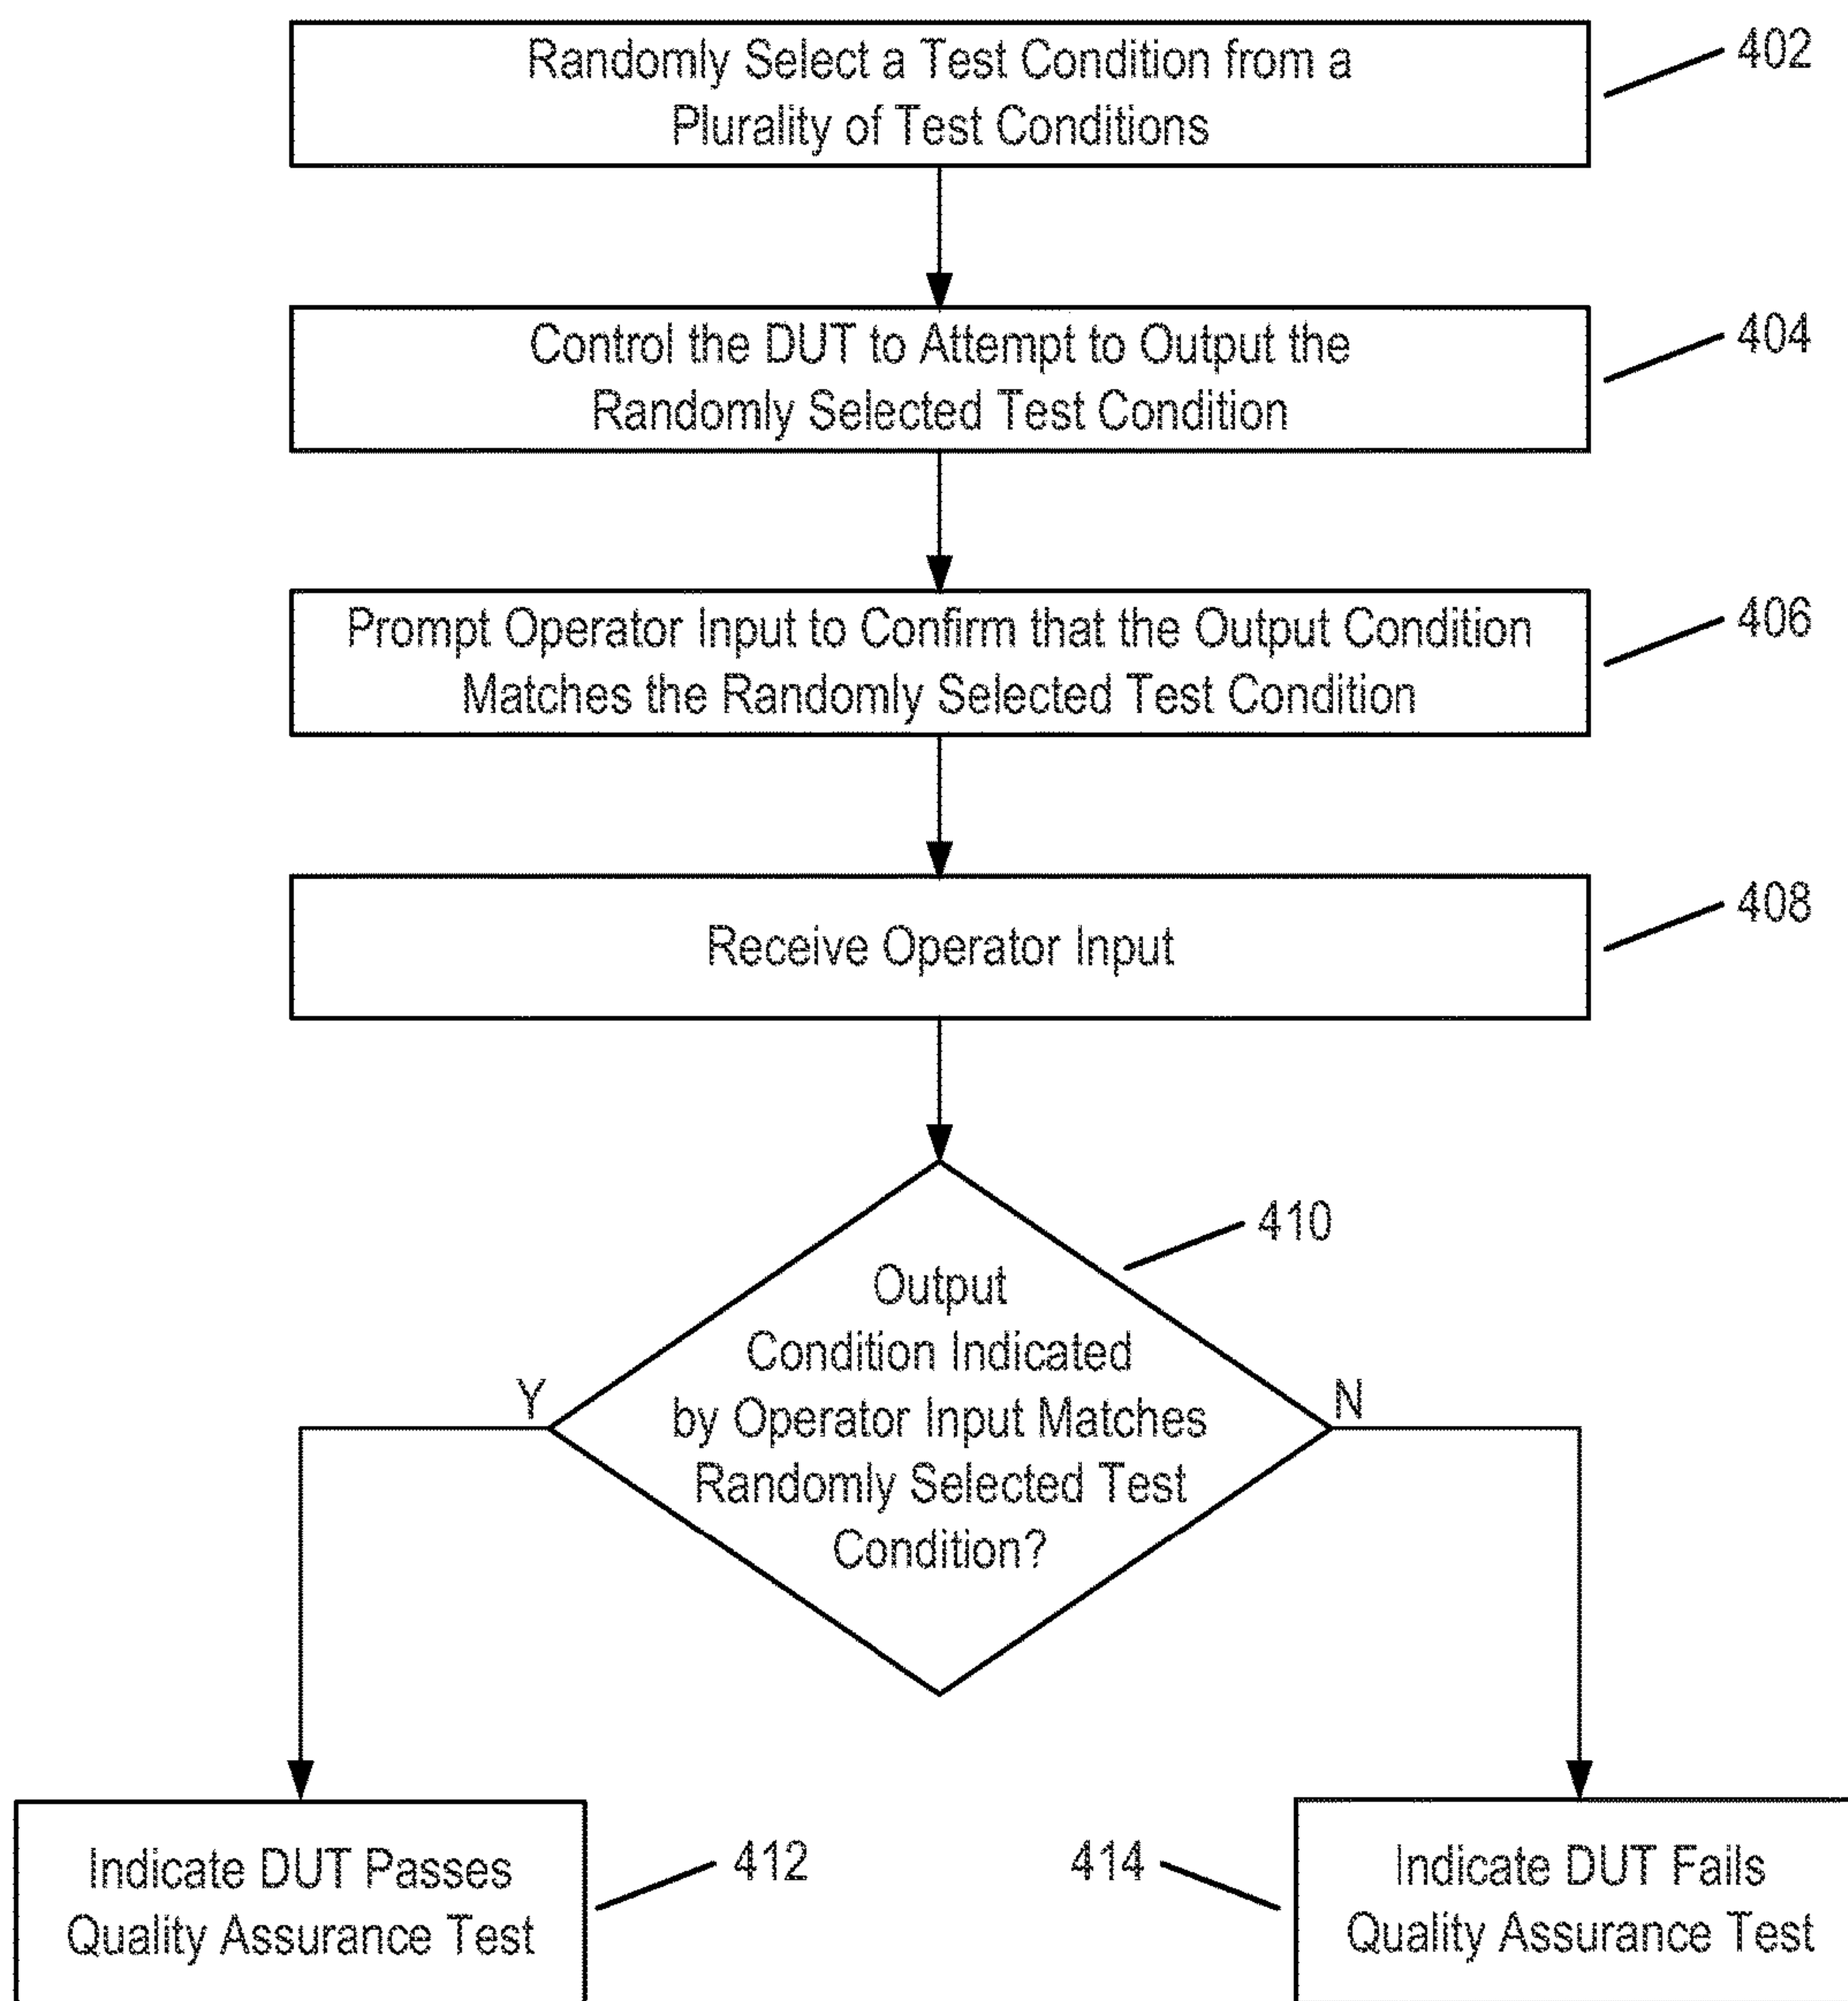 Randomly Select a Test Condition from a
Plurality of Test Conditions
402
Control the DUT to Attempt to Output the
Randomly Selected Test Condition
404
Prompt Operator Input to Confirm that the Output Condition
Matches the Randomly Selected Test Condition
406
Receive Operator Input
408
410
Output
Condition Indicated
by Operator Input Matches
Randomly Selected Test
Condition?
Y
N
Indicate DUT Passes
Quality Assurance Test
412
414
Indicate DUT Fails
Quality Assurance Test